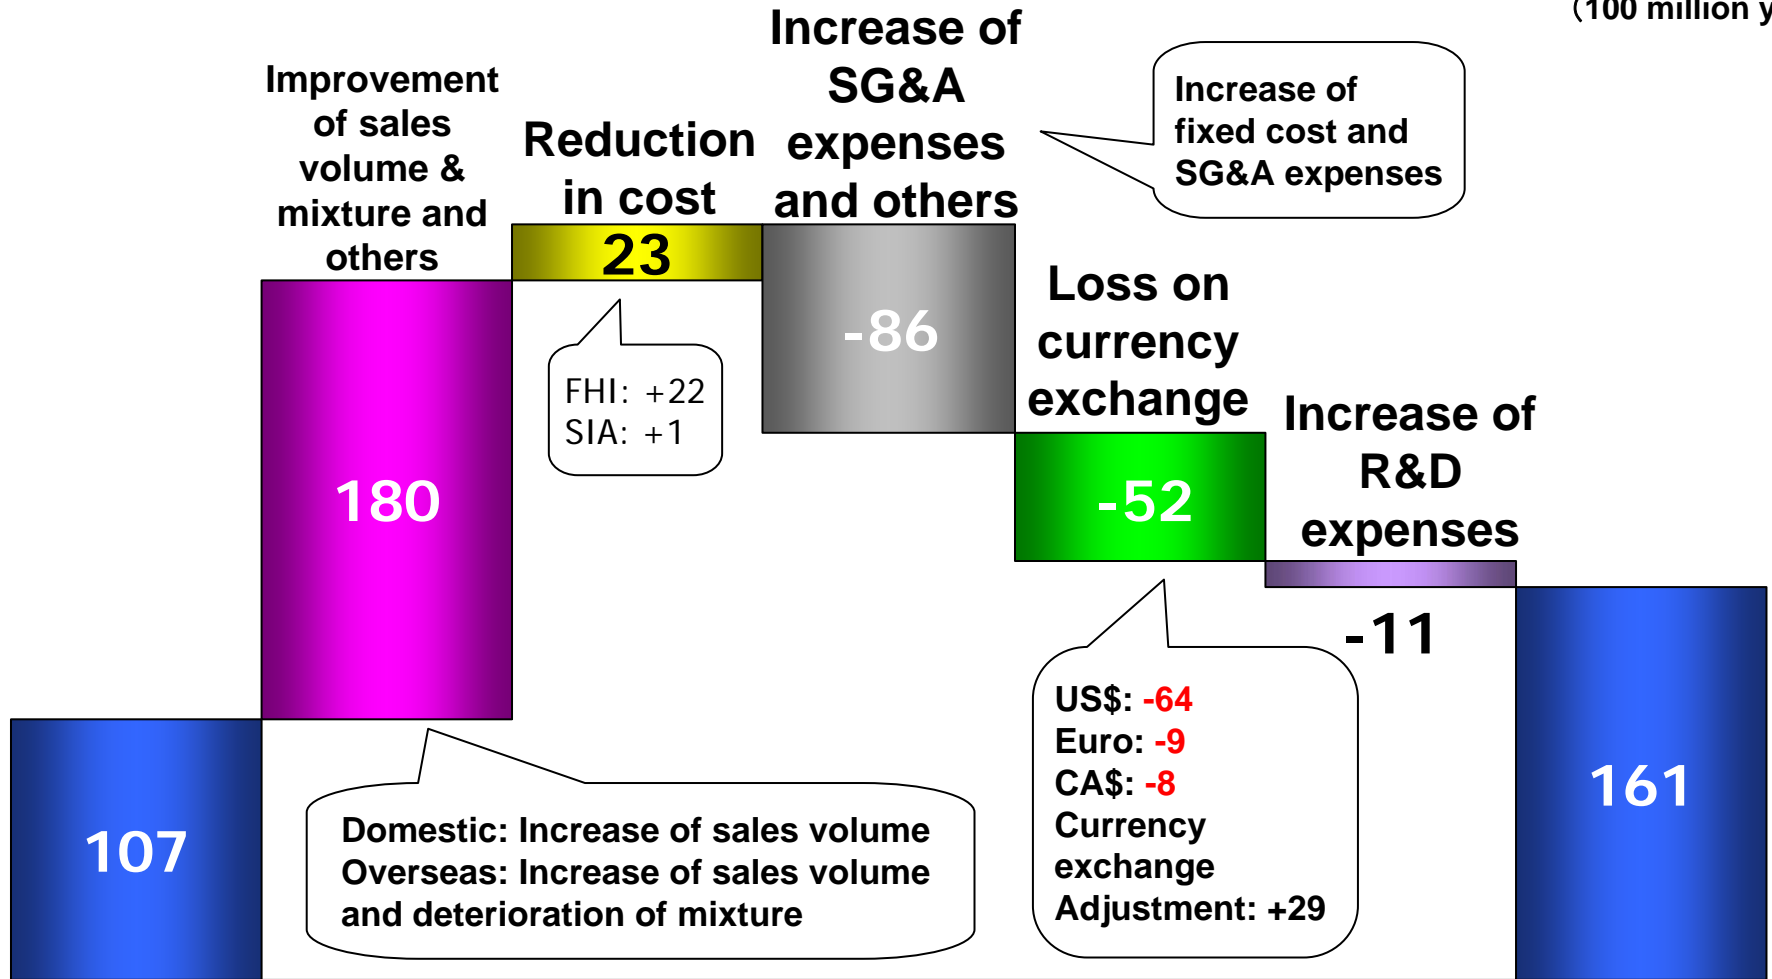 (100 million y
Improvement
of sales
volume &
mixture and
others
180
Reduction
in cost
23
FHI: +22
SIA: +1
Increase of
SG&A
expenses
and others
-86
Increase of
fixed cost and
SG&A expenses
Loss on
currency
exchange
-52
US$: -64
Euro: -9
CA$: -8
Currency
exchange
Adjustment: +29
Increase of
R&D
expenses
-11
107
Domestic: Increase of sales volume
Overseas: Increase of sales volume
and deterioration of mixture
161